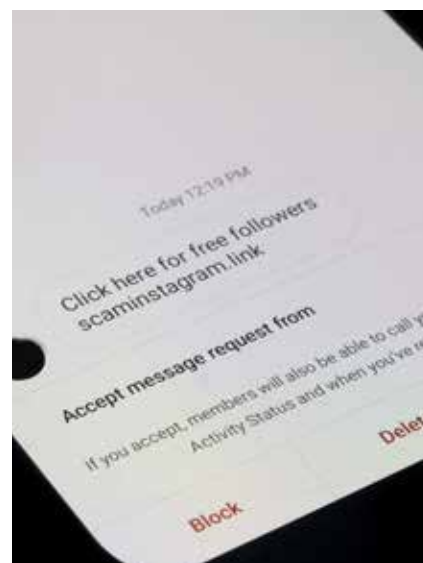 Today 12:19 PM
Click here for free followers
scaminstagram.link
Accept message request from
If you accept, members will also be able to call
Activity Status and when you've
Block